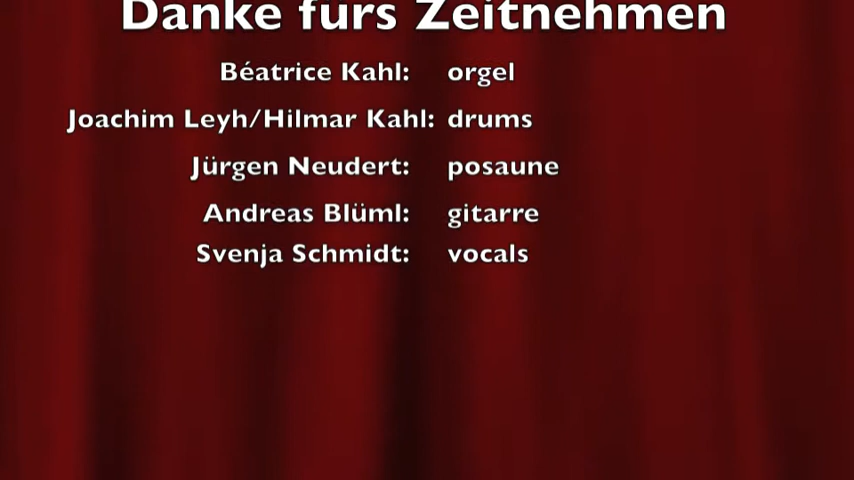 Danke fürs Zeitnehmen
Béatrice Kahl: orgel
Joachim Leyh/Hilmar Kahl: drums
Jürgen Neudert: posaune
Andreas Blüml: gitarre
Svenja Schmidt: vocals